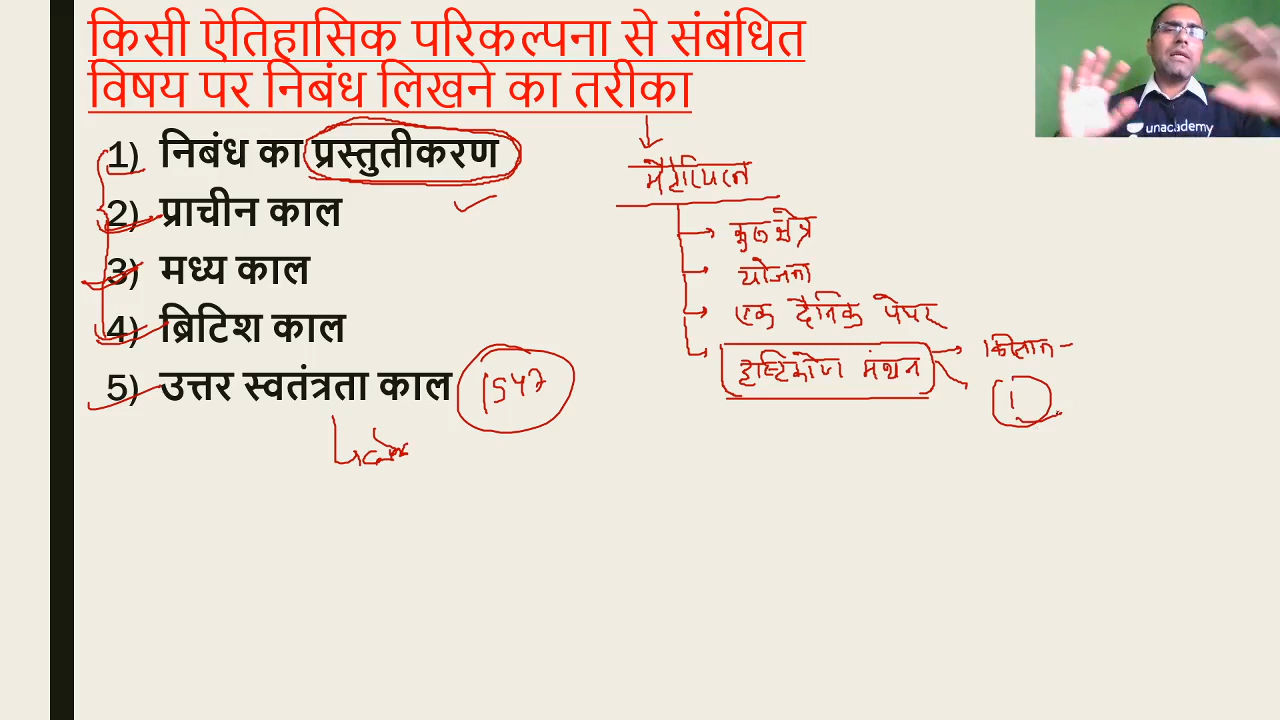 किसी ऐतिहासिक परिकल्पना से संबंधित
विषय पर निबंध लिखने का तरीका
1) निबंध का प्रस्तुतीकरण
2) प्राचीन काल
3) मध्य काल
4) ब्रिटिश काल
5) उत्तर स्वतंत्रता काल
1947
कुरुक्षेत्र
योजना
एक दैनिक पेपर
दृष्टिकोण मंथन
1
unacademy